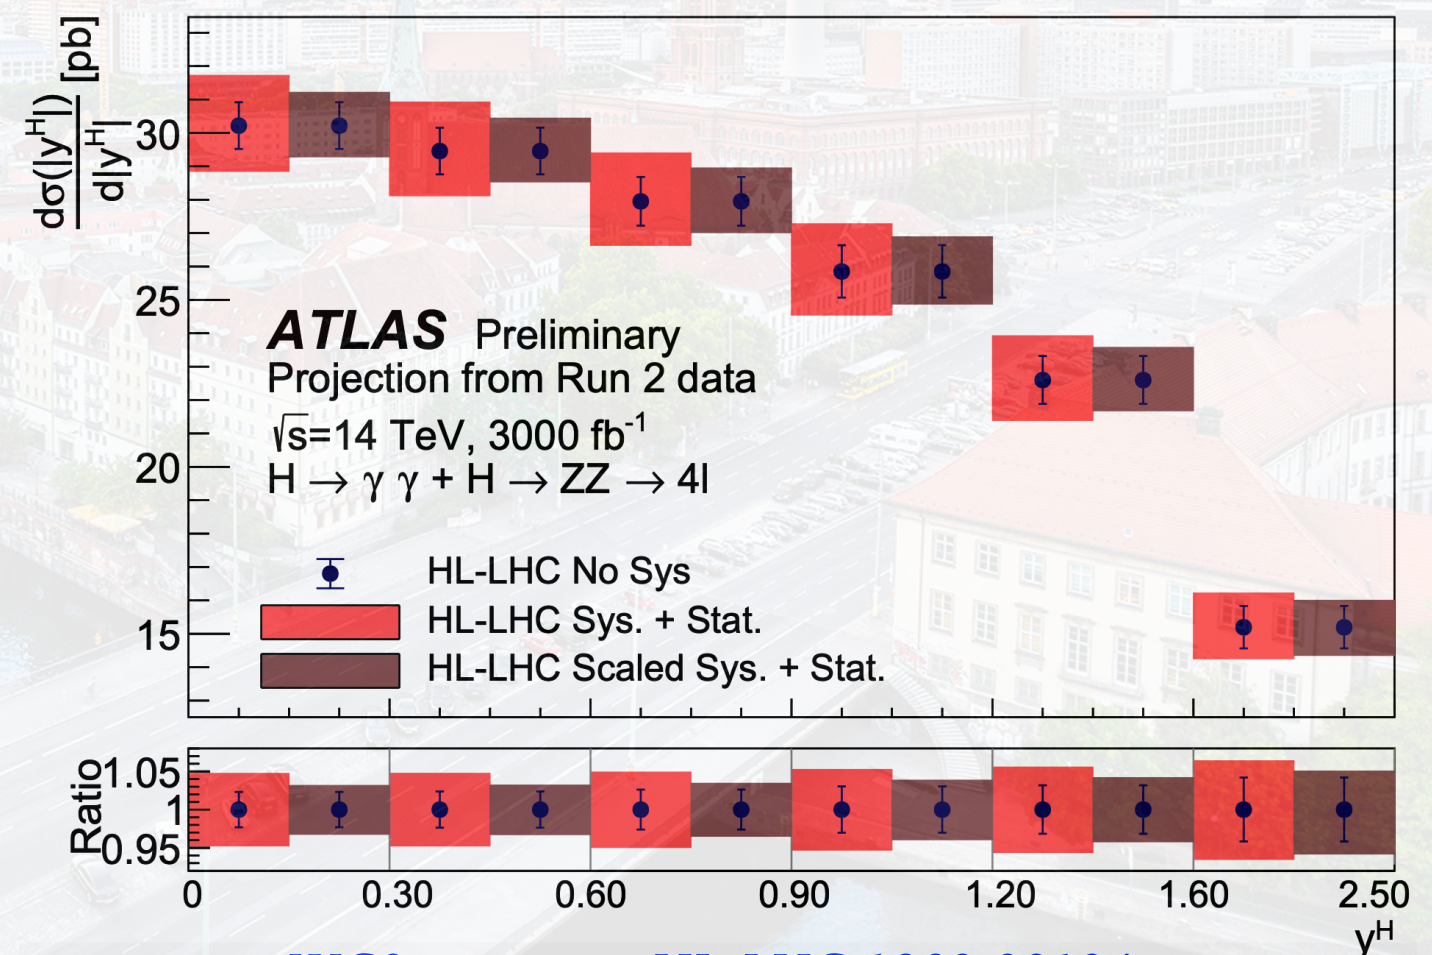 dσ(|y^H|)
d|y^H|
[pb]
30
25
20
15
ATLAS Preliminary
Projection from Run 2 data
√s=14 TeV, 3000 fb^-1
H → γ γ + H → ZZ → 4l
HL-LHC No Sys
HL-LHC Sys. + Stat.
HL-LHC Scaled Sys. + Stat.
Ratio
1.05
1
0.95
0 0.30 0.60 0.90 1.20 1.60 2.50
y^H